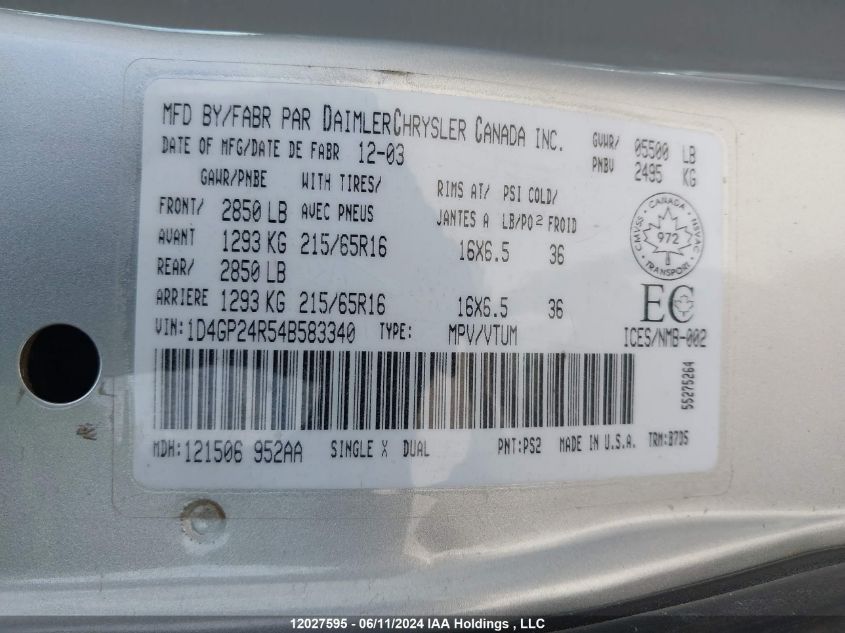 MFD BY/FABR PAR DAIMLERCHRYSLER CANADA INC.
GVWR/ 05500 LB
PNBV 2495 KG
DATE OF MFG/DATE DE FABR 12-03
GAWR/PNBE WITH TIRES/ RIMS AT/ PSI COLD/
FRONT/ 2850 LB AVEC PNEUS JANTES A LB/PO2 FROID
AVANT 1293 KG 215/65R16 16X6.5 36
REAR/ 2850 LB
ARRIERE 1293 KG 215/65R16 16X6.5 36
CANADA
CMVSS NSVAC
972
TRANSPORT
EC
ICES/NMB-002
VIN:1D4GP24R54B583340 TYPE: MPV/VTUM
55275264
MDH:121506 952AA SINGLE X DUAL PNT:PS2 MADE IN U.S.A. TRM:B7D5
12027595 - 06/11/2024 IAA Holdings , LLC